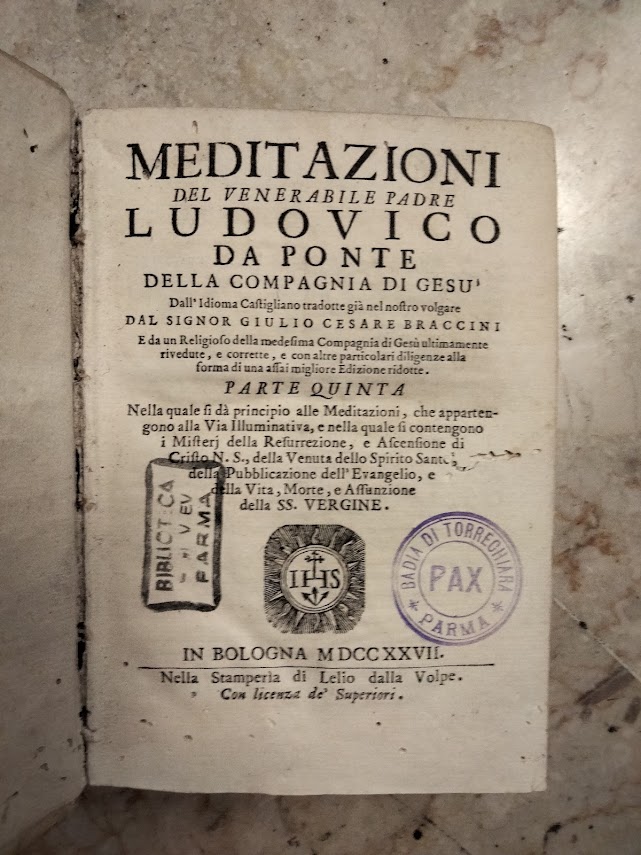 MEDITAZIONI
DEL VENERABILE PADRE
LUDOVICO
DA PONTE
DELLA COMPAGNIA DI GESU'
Dall' Idioma Caſtigliano tradotte già nel noſtro volgare
DAL SIGNOR GIULIO CESARE BRACCINI
E da un Religioſo della medeſima Compagnia di Gesù ultimamente
rivedute, e corrette, e con altre particolari diligenze alla
forma di una aſſai migliore Edizione ridotte.
PARTE QUINTA
Nella quale ſi dà principio alle Meditazioni, che apparten-
gono alla Via Illuminativa, e nella quale ſi contengono
i Miſterj della Reſurrezione, e Aſcenſione di
Criſto N. S., della Venuta dello Spirito Santo,
della Pubblicazione dell' Evangelio, e
della Vita, Morte, e Aſſunzione
della SS. VERGINE.
BIBLIOTECA
PARMA
IHS
BADIA DI TORRECHIARA
PAX
* PARMA *
IN BOLOGNA MDCCXXVII.
Nella Stamperìa di Lelio dalla Volpe.
Con licenza de' Superiori.